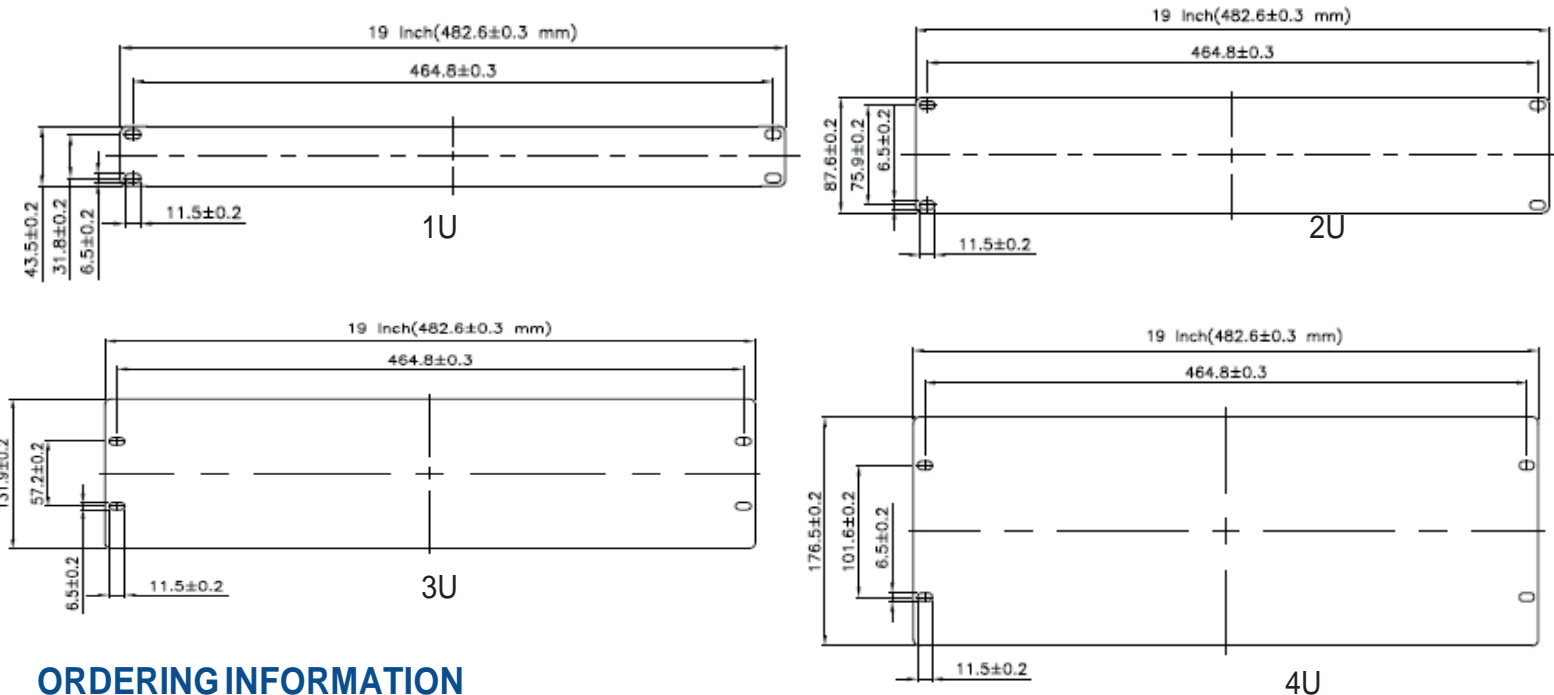 19 Inch(482.6±0.3 mm)
464.8±0.3
43.5±0.2
31.8±0.2
6.5±0.2
11.5±0.2
1U
19 Inch(482.6±0.3 mm)
464.8±0.3
87.6±0.2
75.9±0.2
6.5±0.2
11.5±0.2
2U
19 Inch(482.6±0.3 mm)
464.8±0.3
131.9±0.2
57.2±0.2
6.5±0.2
11.5±0.2
3U
19 Inch(482.6±0.3 mm)
464.8±0.3
176.5±0.2
101.6±0.2
6.5±0.2
11.5±0.2
4U
ORDERING INFORMATION